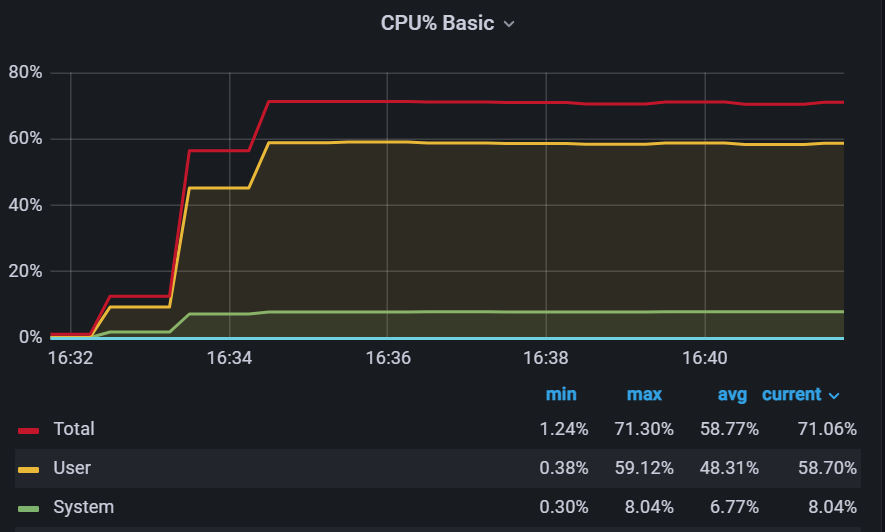 CPU% Basic
80%
60%
40%
20%
0%
16:32 16:34 16:36 16:38 16:40
min max avg current
Total 1.24% 71.30% 58.77% 71.06%
User 0.38% 59.12% 48.31% 58.70%
System 0.30% 8.04% 6.77% 8.04%